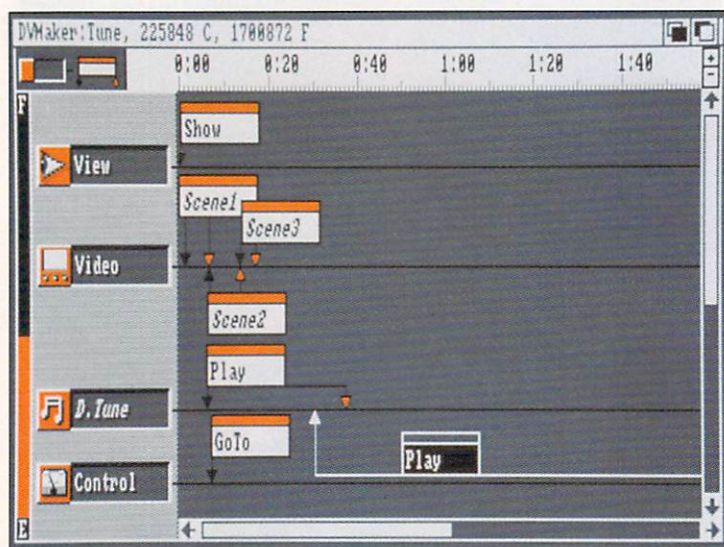 DVMaker:Tune, 225848 C, 1700872 F
0:00 0:20 0:40 1:00 1:20 1:40
F
Show
View
Scene1
Scene3
Video
Scene2
Play
D.Tune
GoTo
Play
Control
E